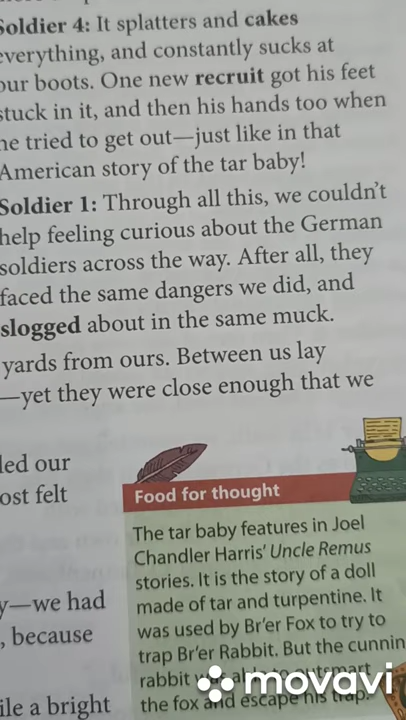 Soldier 4: It splatters and cakes
everything, and constantly sucks at
our boots. One new recruit got his feet
stuck in it, and then his hands too when
he tried to get out—just like in that
American story of the tar baby!
Soldier 1: Through all this, we couldn't
help feeling curious about the German
soldiers across the way. After all, they
faced the same dangers we did, and
slogged about in the same muck.
yards from ours. Between us lay
—yet they were close enough that we
led our
ost felt
y—we had
, because
ile a bright
Food for thought
The tar baby features in Joel
Chandler Harris' Uncle Remus
stories. It is the story of a doll
made of tar and turpentine. It
was used by Br'er Fox to try to
trap Br'er Rabbit. But the cunnin
rabbit was able to outsmart
the fox and escape his trap.
movavi